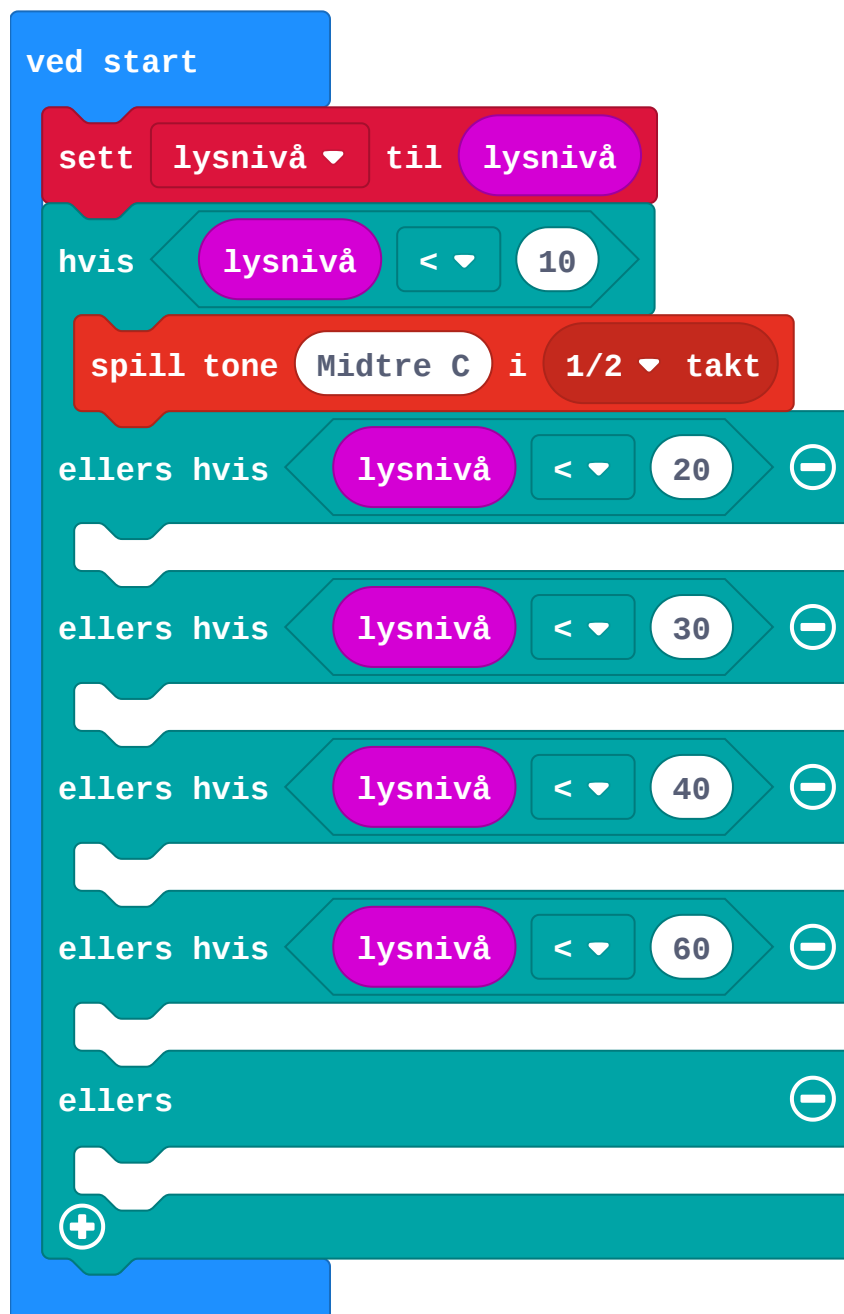 ved start
sett lysnivå til lysnivå
hvis lysnivå < 10
spill tone Midtre C i 1/2 takt
ellers hvis lysnivå < 20
ellers hvis lysnivå < 30
ellers hvis lysnivå < 40
ellers hvis lysnivå < 60
ellers